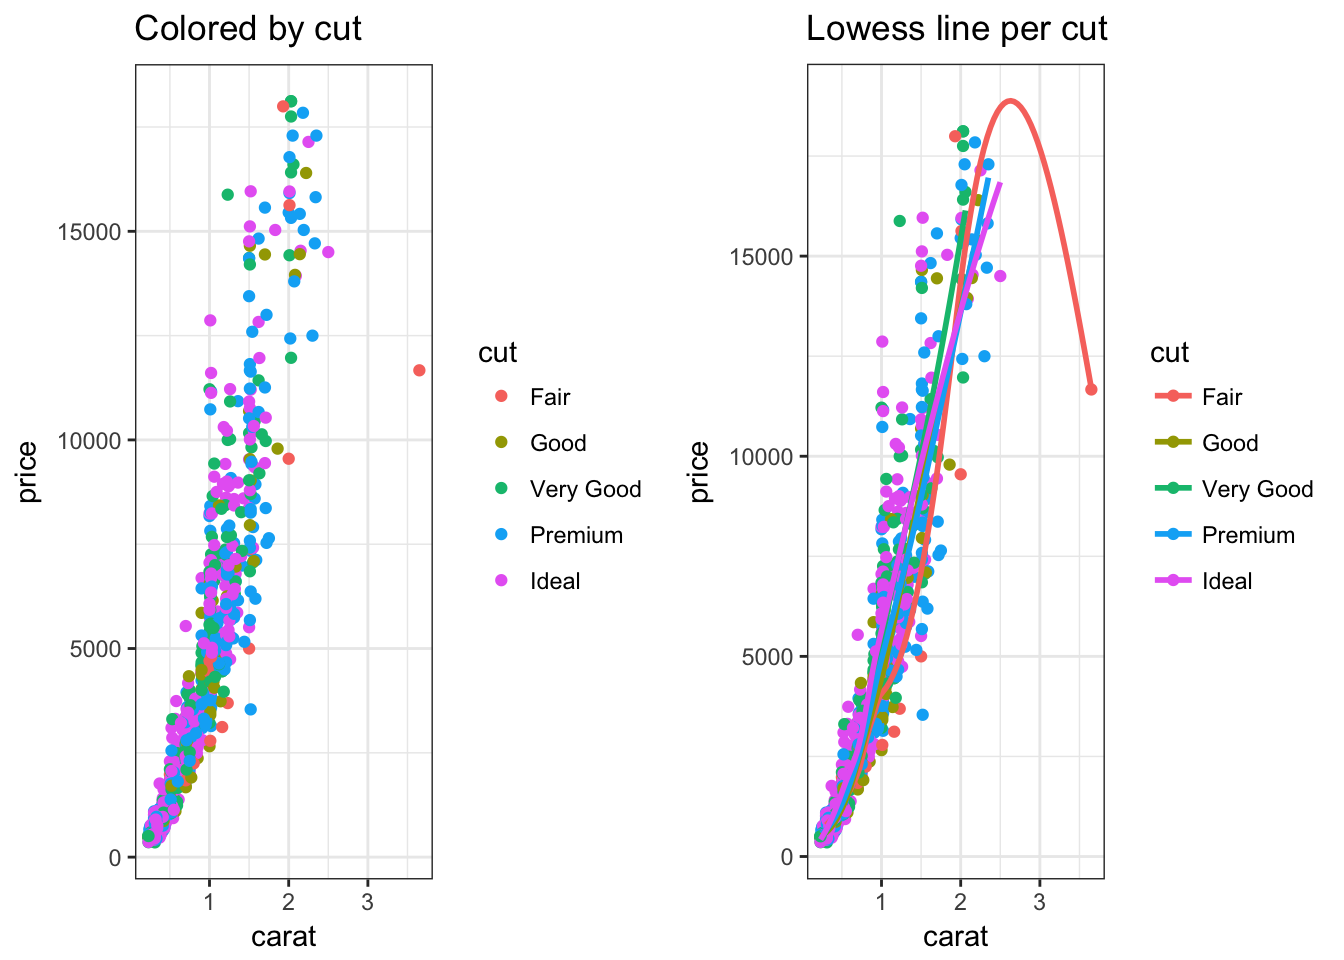 Colored by cut
price
15000
10000
5000
0
1 2 3
carat
cut
Fair
Good
Very Good
Premium
Ideal
Lowess line per cut
price
15000
10000
5000
0
1 2 3
carat
cut
Fair
Good
Very Good
Premium
Ideal